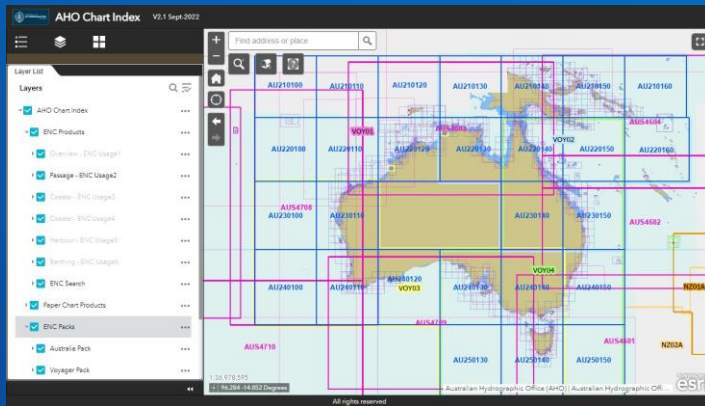 AHO Chart Index V2.1 Sept-2022
Find address or place
Layer List
Layers
AHO Chart Index
ENC Products
Overview - ENC Usage1
Passage - ENC Usage2
Coastal - ENC Usage3
Coastal - ENC Usage4
Harbour - ENC Usage5
Berthing - ENC Usage6
ENC Search
Paper Chart Products
ENC Packs
Australia Pack
Voyager Pack
AU210100 AU210110 AU210120 AU210130 AU210140 AU210150 AU210160
AUS4604
VOY01 AUS4603 VOY02
AU220100 AU220110 AU220120 AU220130 AU220140 AU220150 AU220160
AUS4708
AU230100 AU230110 AU230140 AU230150 AUS4602
VOY04
AU240100 AU240110 AU240120 AU240130 AU240140 AU240150 NZ01A
VOY03
AUS4709
AUS4710 AUS4601 NZ02A
AU250130 AU250140 AU250150
1:36,978,595
96.284 -14.052 Degrees
Australian Hydrographic Office (AHO) | Australian Hydrographic Offi...
esri
All rights reserved